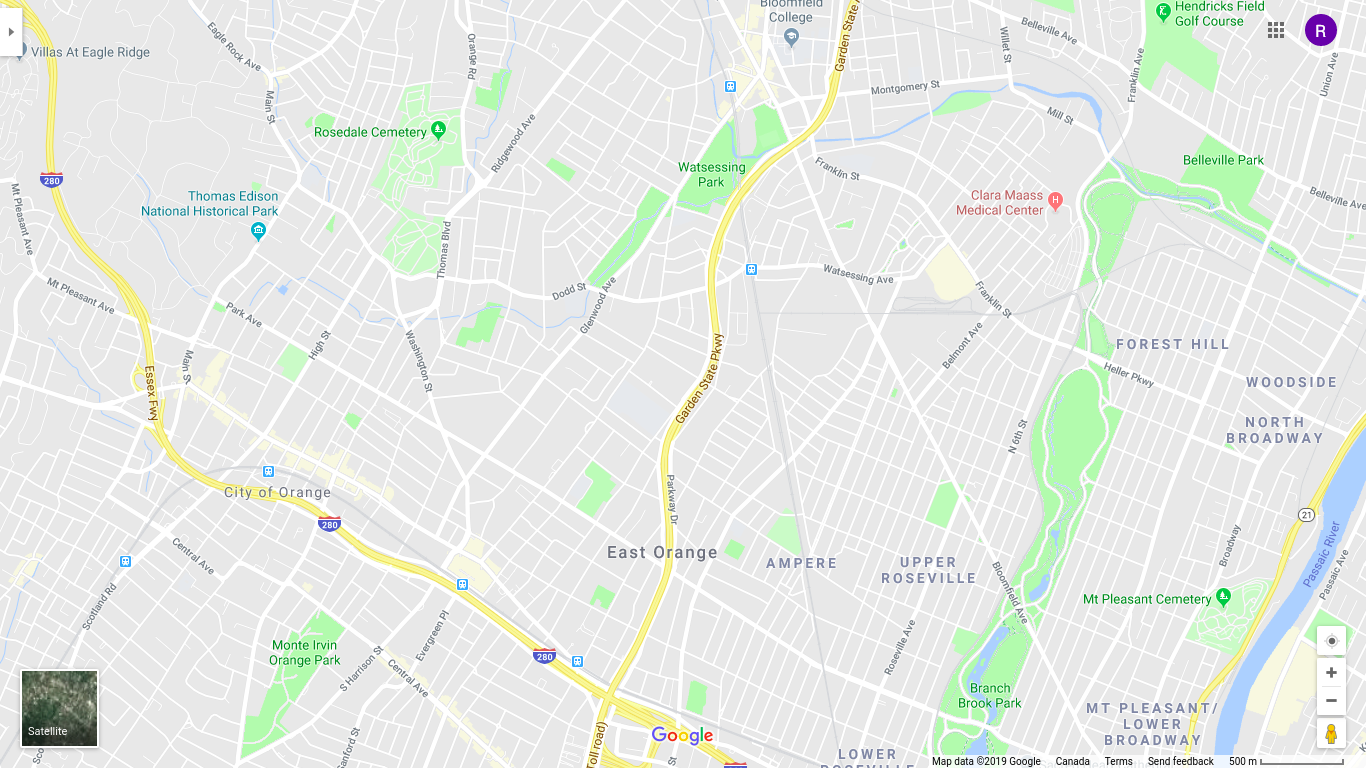 Bloomfield
College
Hendricks Field
Golf Course
R
Belleville Ave
Willet St
Franklin Ave
Union Ave
Garden State
Eagle Rock Ave
Orange Rd
Villas At Eagle Ridge
Main St
Montgomery St
Mill St
Rosedale Cemetery
Ridgewood Ave
Watsessing
Park
Franklin St
Belleville Park
280
Mt Pleasant Ave
Thomas Edison
National Historical Park
Clara Maass
Medical Center
H
Belleville Ave
Thomas Blvd
Watsessing Ave
Mt Pleasant Ave
Dodd St
Glenwood Ave
Franklin St
Park Ave
High St
Washington St
Belmont Ave
FOREST HILL
Main St
Garden State Pkwy
Heller Pkwy
WOODSIDE
Essex Fwy
NORTH
BROADWAY
N 6th St
City of Orange
Parkway Dr
280
21
Passaic River
Broadway
Passaic Ave
East Orange
AMPERE
UPPER
ROSEVILLE
Central Ave
Scotland Rd
Bloomfield Ave
Mt Pleasant Cemetery
Evergreen Pl
Monte Irvin
Orange Park
S Harrison St
Central Ave
280
Roseville Ave
Branch
Brook Park
MT PLEASANT/
LOWER
BROADWAY
Satellite
Google
LOWER
Map data ©2019 Google Canada Terms Send feedback 500 m